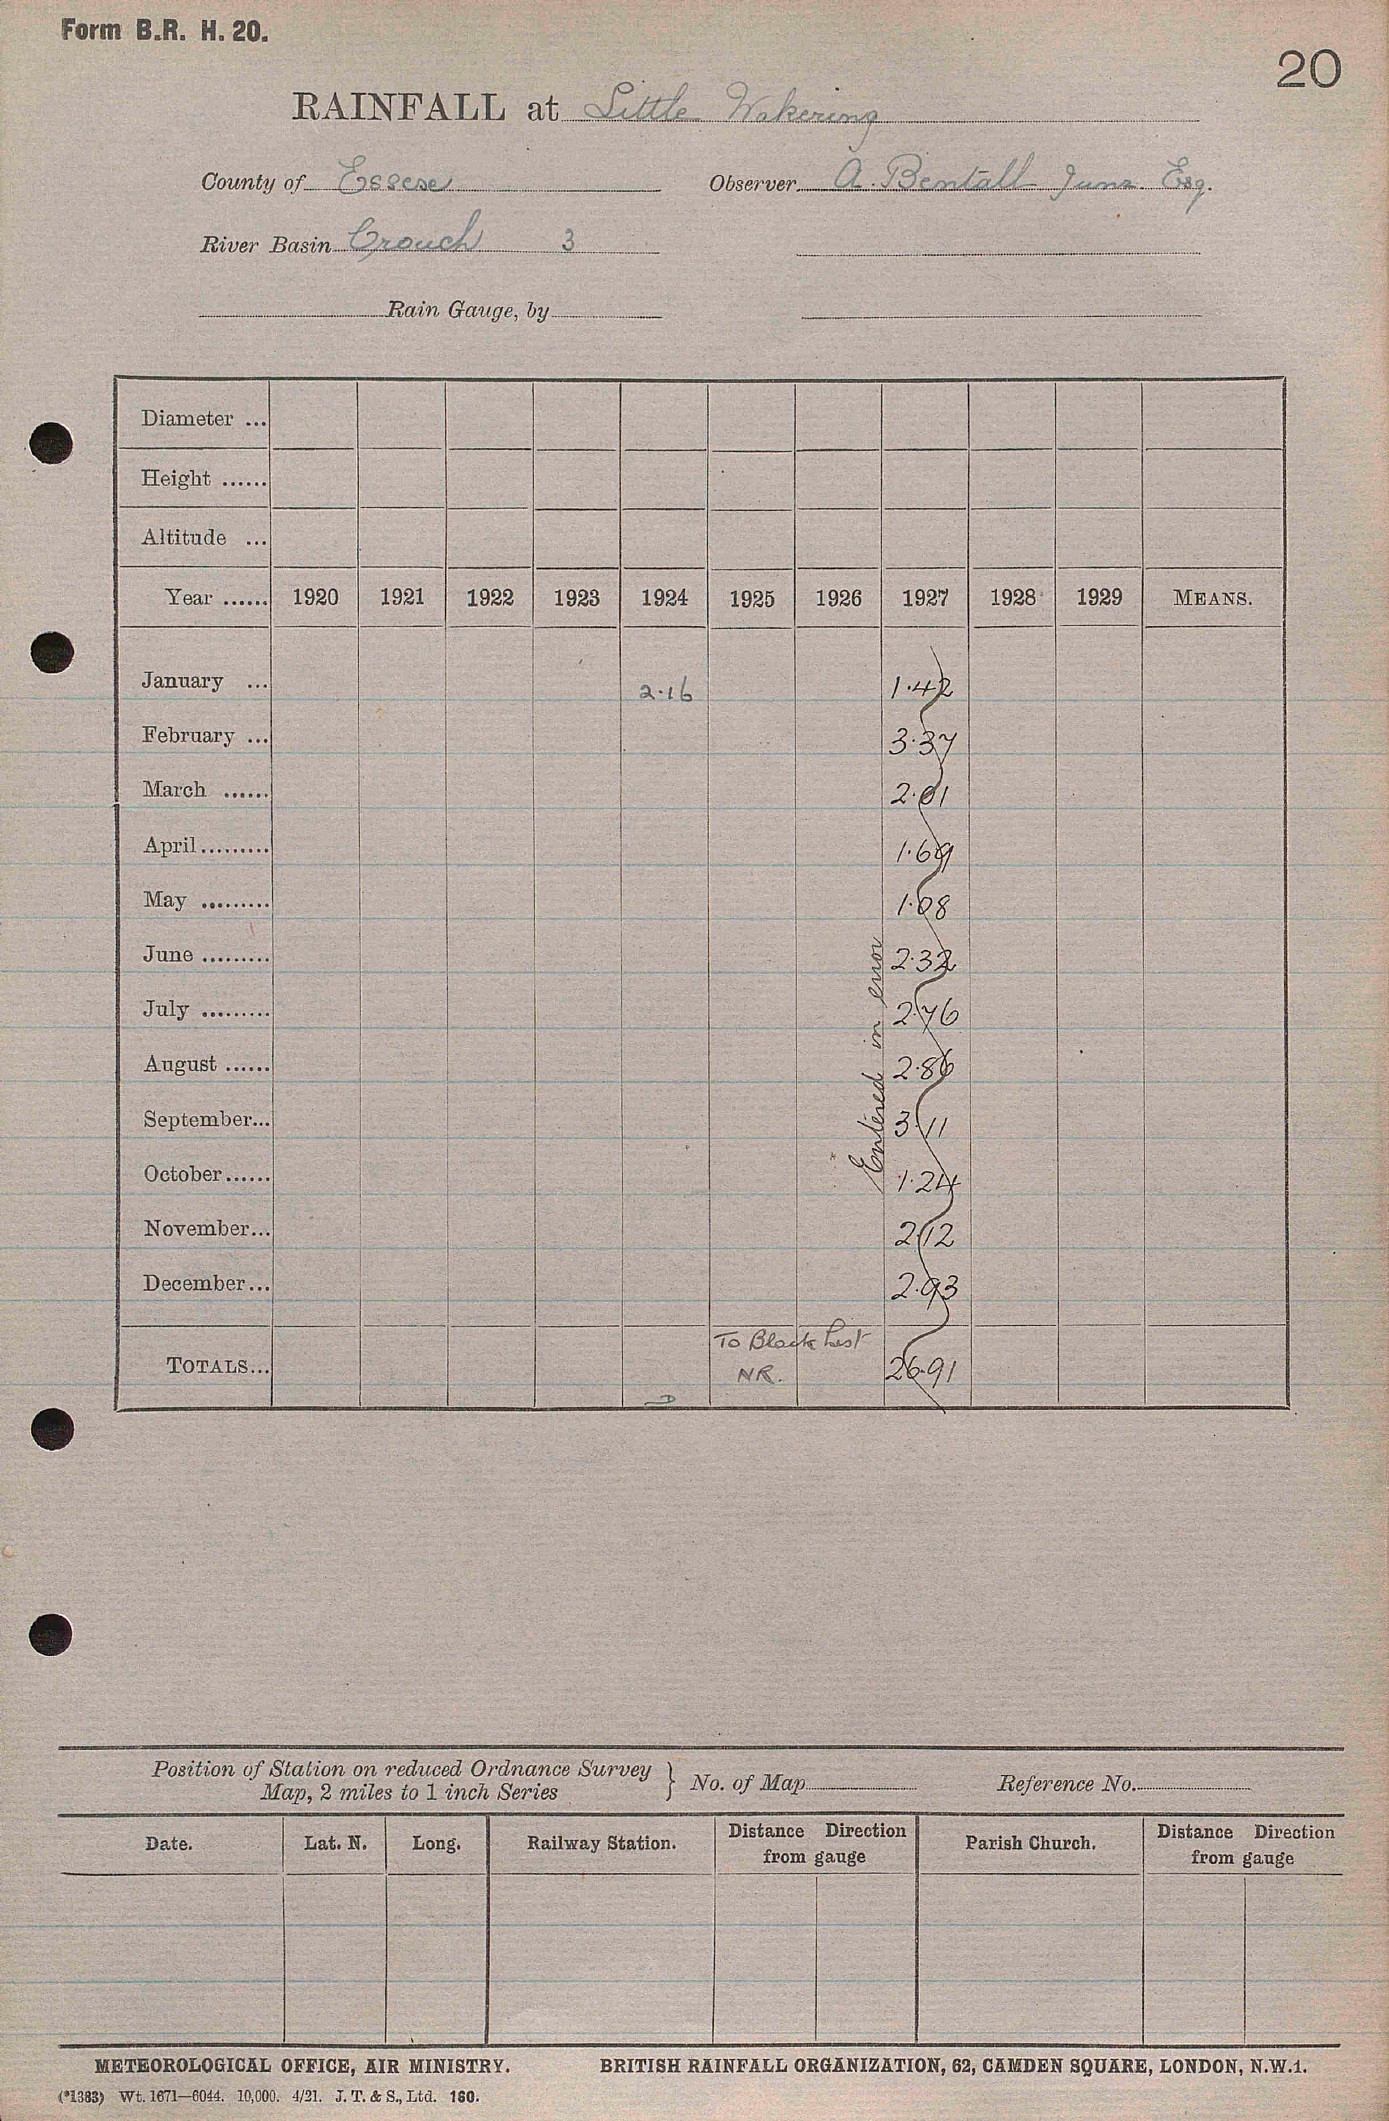 Form B.R. H. 20.
20
RAINFALL at Little Wakering
County of Essex Observer A. Bentall Junr. Esq.
River Basin Crouch 3
Rain Gauge, by
Diameter ...
Height ......
Altitude ...
Year ...... 1920 1921 1922 1923 1924 1925 1926 1927 1928 1929 MEANS.
January ... 2.16 1.42
February ... 3.37
March ...... 2.01
April......... 1.69
May ......... 1.08
June ......... 2.32
July ......... 2.76
August ...... 2.86
September... 3.11
October...... 1.24
November... 2.12
December... 2.93
Entered in error
To Black List
TOTALS... NR. 26.91
Position of Station on reduced Ordnance Survey
Map, 2 miles to 1 inch Series } No. of Map Reference No.
Date. Lat. N. Long. Railway Station. Distance Direction from gauge Parish Church. Distance Direction from gauge
METEOROLOGICAL OFFICE, AIR MINISTRY. BRITISH RAINFALL ORGANIZATION, 62, CAMDEN SQUARE, LONDON, N.W.1.
(*1383) Wt. 1671—6044. 10,000. 4/21. J. T. & S., Ltd. 160.